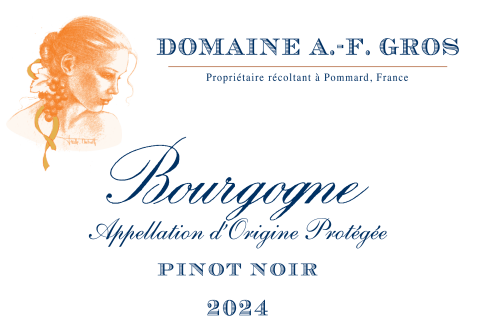 DOMAINE A.-F. GROS
Propriétaire récoltant à Pommard, France
Bourgogne
Appellation d'Origine Protégée
PINOT NOIR
2024